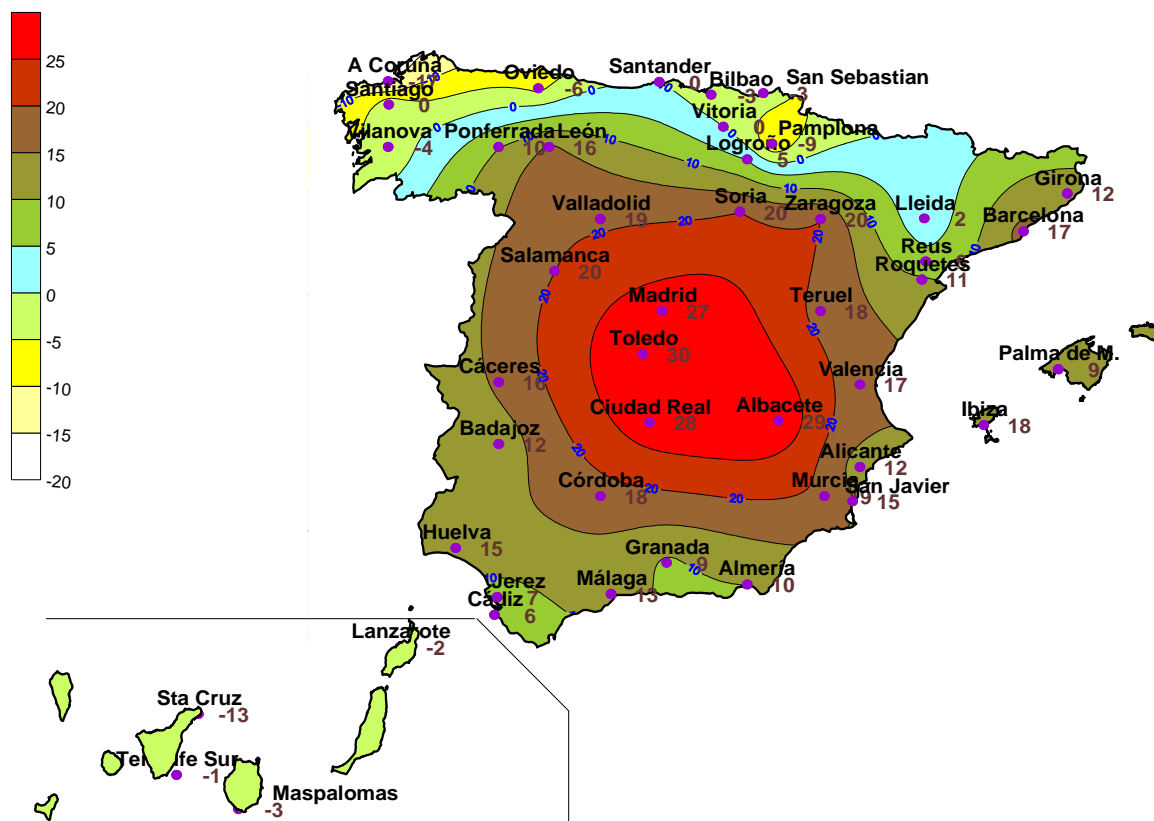 25
20
15
10
5
0
-5
-10
-15
-20
A Coruña
Santiago
0
Vilanova
-4
Oviedo
-6
Santander
0
Bilbao
-3
San Sebastian
-3
Vitoria
0
Pamplona
-9
Logroño
5
Ponferrada
10
León
16
Valladolid
19
Soria
20
Zaragoza
20
Lleida
2
Girona
12
Barcelona
17
Reus
Roquetes
11
Salamanca
20
Madrid
27
Teruel
18
Toledo
30
Cáceres
16
Valencia
17
Palma de M.
9
Ibiza
18
Ciudad Real
28
Albacete
29
Badajoz
12
Alicante
12
Córdoba
18
Murcia
San Javier
15
Huelva
15
Granada
9
Almería
10
Málaga
13
Jerez
7
Cádiz
6
Lanzarote
-2
Sta Cruz
-13
Sur
-1
Maspalomas
-3